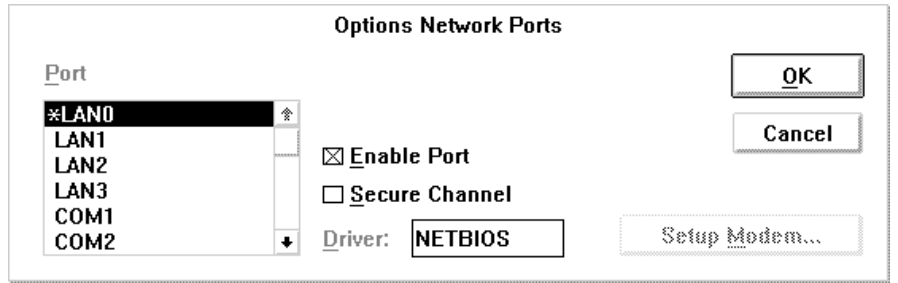 Options Network Ports
Port
*LAN0
LAN1
LAN2
LAN3
COM1
COM2
Enable Port
Secure Channel
Driver: NETBIOS
OK
Cancel
Setup Modem...